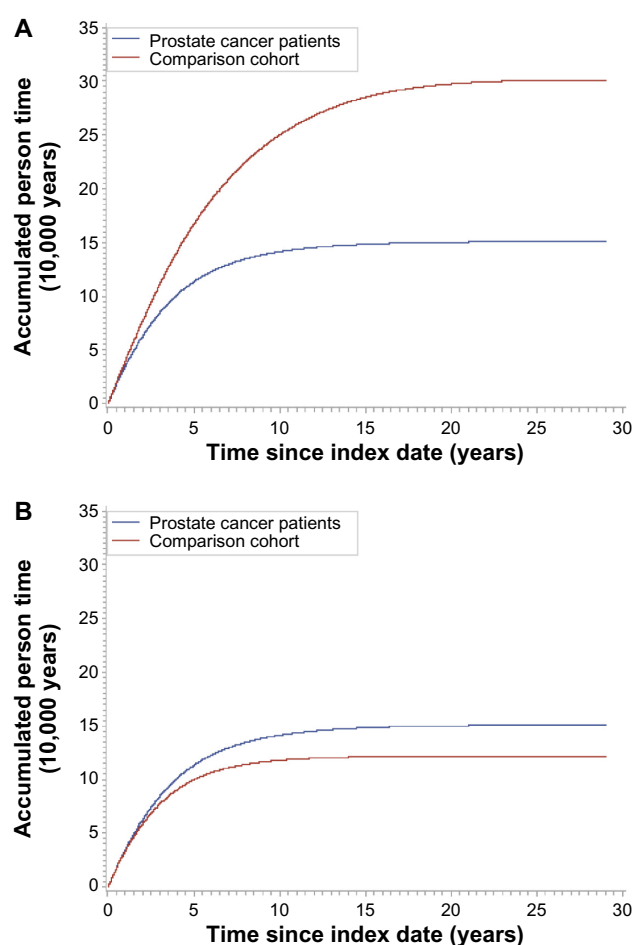 A
Prostate cancer patients
Comparison cohort
Accumulated person time
(10,000 years)
35
30
25
20
15
10
5
0
0 5 10 15 20 25 30
Time since index date (years)
B
Prostate cancer patients
Comparison cohort
Accumulated person time
(10,000 years)
35
30
25
20
15
10
5
0
0 5 10 15 20 25 30
Time since index date (years)